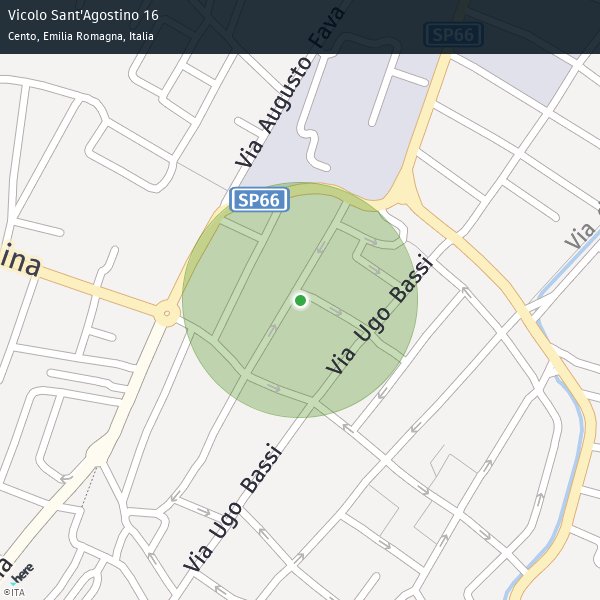 Vicolo Sant'Agostino 16
Cento, Emilia Romagna, Italia
SP66
Via Augusto Fava
SP66
ina
Via
Via Ugo Bassi
Via Ugo Bassi
a
here
©ITA